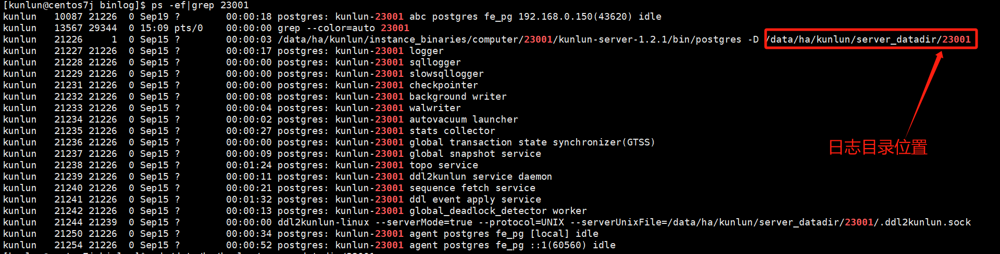 [kunlun@centos7j binlog]$ ps -ef|grep 23001
kunlun   10087 21226  0 Sep19 ?        00:00:18 postgres: kunlun-23001 abc postgres fe_pg 192.168.0.150(43620) idle
kunlun   13567 29344  0 15:09 pts/0    00:00:00 grep --color=auto 23001
kunlun   21226     1  0 Sep15 ?        00:00:03 /data/ha/kunlun/instance_binaries/computer/23001/kunlun-server-1.2.1/bin/postgres -D /data/ha/kunlun/server_datadir/23001
kunlun   21227 21226  0 Sep15 ?        00:00:17 postgres: kunlun-23001 logger
kunlun   21228 21226  0 Sep15 ?        00:00:00 postgres: kunlun-23001 sqllogger
kunlun   21229 21226  0 Sep15 ?        00:00:00 postgres: kunlun-23001 slowsqllogger
kunlun   21231 21226  0 Sep15 ?        00:00:00 postgres: kunlun-23001 checkpointer
kunlun   21232 21226  0 Sep15 ?        00:00:08 postgres: kunlun-23001 background writer
kunlun   21233 21226  0 Sep15 ?        00:00:04 postgres: kunlun-23001 walwriter
kunlun   21234 21226  0 Sep15 ?        00:00:02 postgres: kunlun-23001 autovacuum launcher
kunlun   21235 21226  0 Sep15 ?        00:00:27 postgres: kunlun-23001 stats collector
kunlun   21236 21226  0 Sep15 ?        00:00:00 postgres: kunlun-23001 global transaction state synchronizer(GTSS)
日志目录位置
kunlun   21237 21226  0 Sep15 ?        00:00:09 postgres: kunlun-23001 global snapshot service
kunlun   21238 21226  0 Sep15 ?        00:01:24 postgres: kunlun-23001 topo service
kunlun   21239 21226  0 Sep15 ?        00:00:11 postgres: kunlun-23001 ddl2kunlun service daemon
kunlun   21240 21226  0 Sep15 ?        00:00:21 postgres: kunlun-23001 sequence fetch service
kunlun   21241 21226  0 Sep15 ?        00:01:32 postgres: kunlun-23001 ddl event apply service
kunlun   21242 21226  0 Sep15 ?        00:00:13 postgres: kunlun-23001 global_deadlock_detector worker
kunlun   21244 21239  0 Sep15 ?        00:00:00 ddl2kunlun-linux --serverMode=true --protocol=UNIX --serverUnixFile=/data/ha/kunlun/server_datadir/23001/.ddl2kunlun.sock
kunlun   21250 21226  0 Sep15 ?        00:00:34 postgres: kunlun-23001 agent postgres fe_pg [local] idle
kunlun   21254 21226  0 Sep15 ?        00:00:52 postgres: kunlun-23001 agent postgres fe_pg ::1(60560) idle